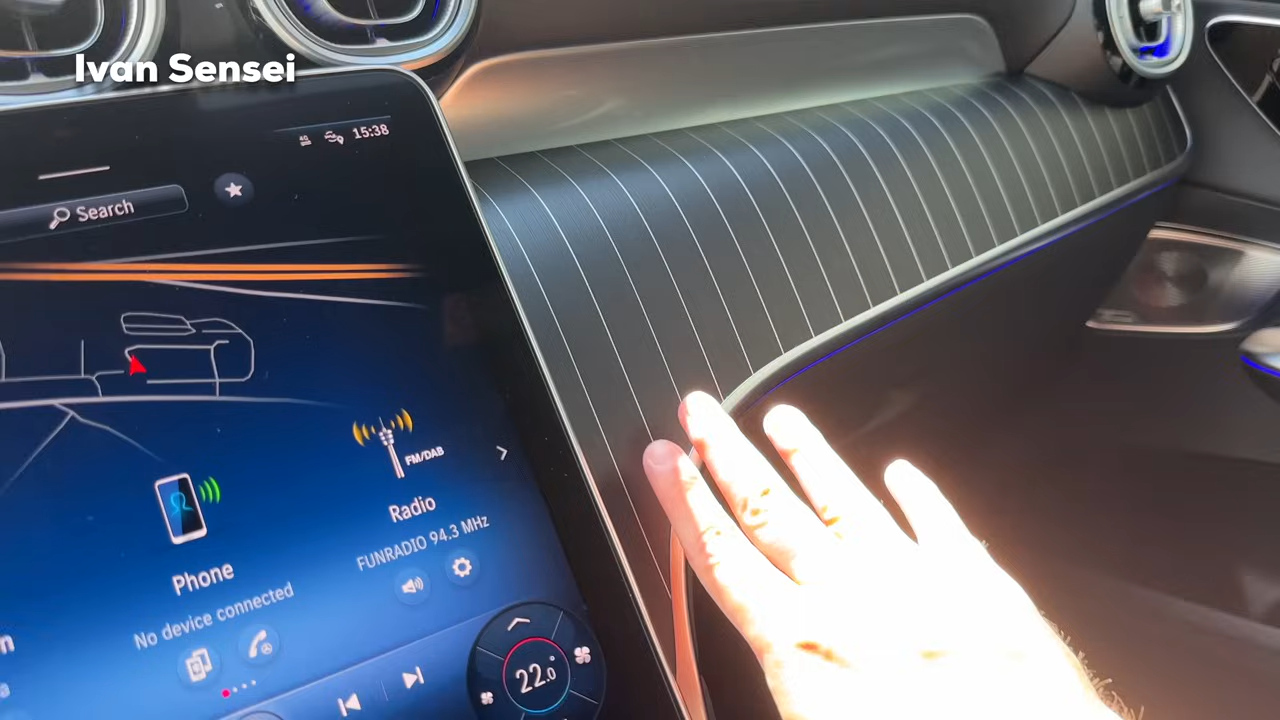 Ivan Sensei
15:38
Search
FM/DAB
Radio
FUNRADIO 94.3 MHz
Phone
No device connected
22.0°